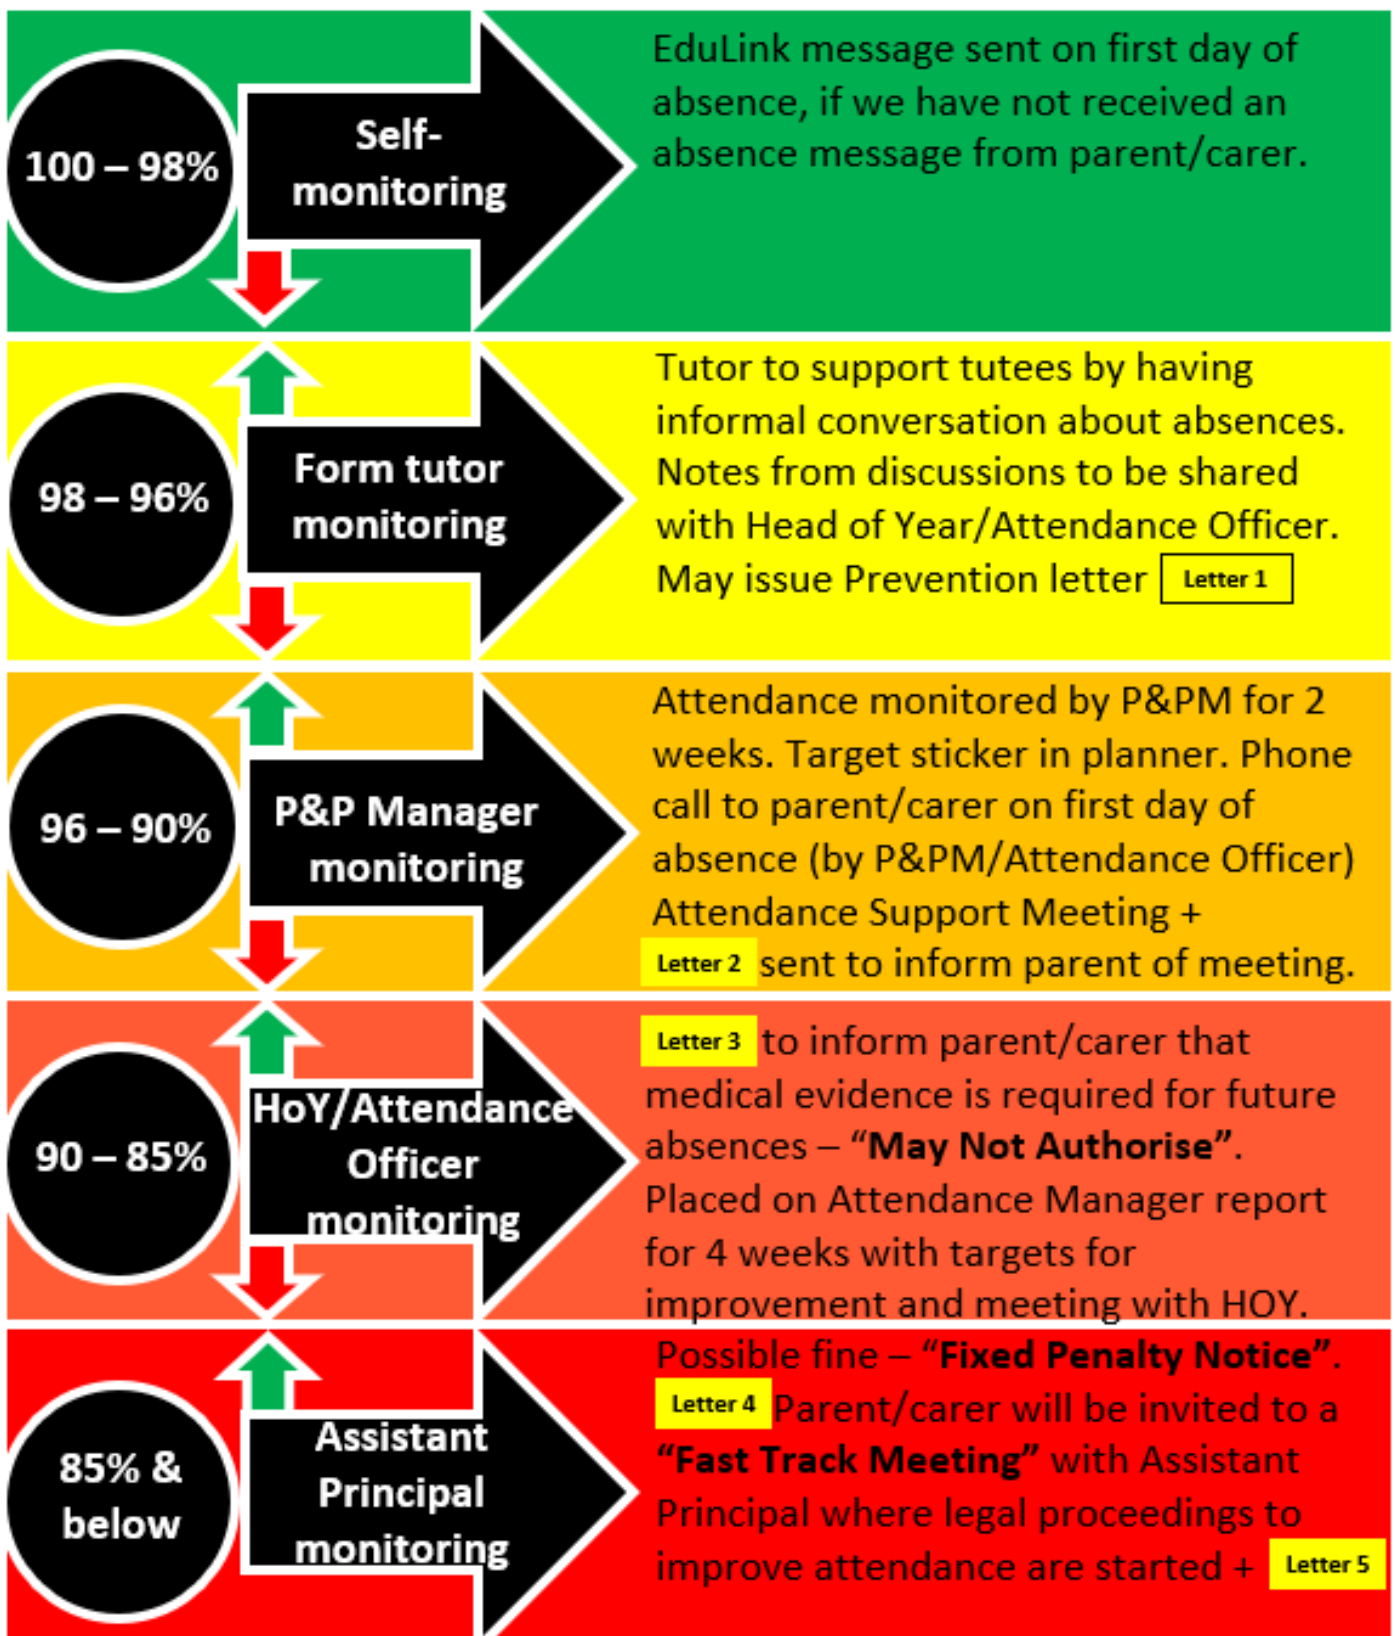 100 – 98%
Self-
monitoring
EduLink message sent on first day of
absence, if we have not received an
absence message from parent/carer.
98 – 96%
Form tutor
monitoring
Tutor to support tutees by having
informal conversation about absences.
Notes from discussions to be shared
with Head of Year/Attendance Officer.
May issue Prevention letter Letter 1
96 – 90%
P&P Manager
monitoring
Attendance monitored by P&PM for 2
weeks. Target sticker in planner. Phone
call to parent/carer on first day of
absence (by P&PM/Attendance Officer)
Attendance Support Meeting +
Letter 2 sent to inform parent of meeting.
90 – 85%
HoY/Attendance
Officer
monitoring
Letter 3 to inform parent/carer that
medical evidence is required for future
absences – “May Not Authorise”.
Placed on Attendance Manager report
for 4 weeks with targets for
improvement and meeting with HOY.
85% &
below
Assistant
Principal
monitoring
Possible fine – “Fixed Penalty Notice”.
Letter 4 Parent/carer will be invited to a
“Fast Track Meeting” with Assistant
Principal where legal proceedings to
improve attendance are started + Letter 5